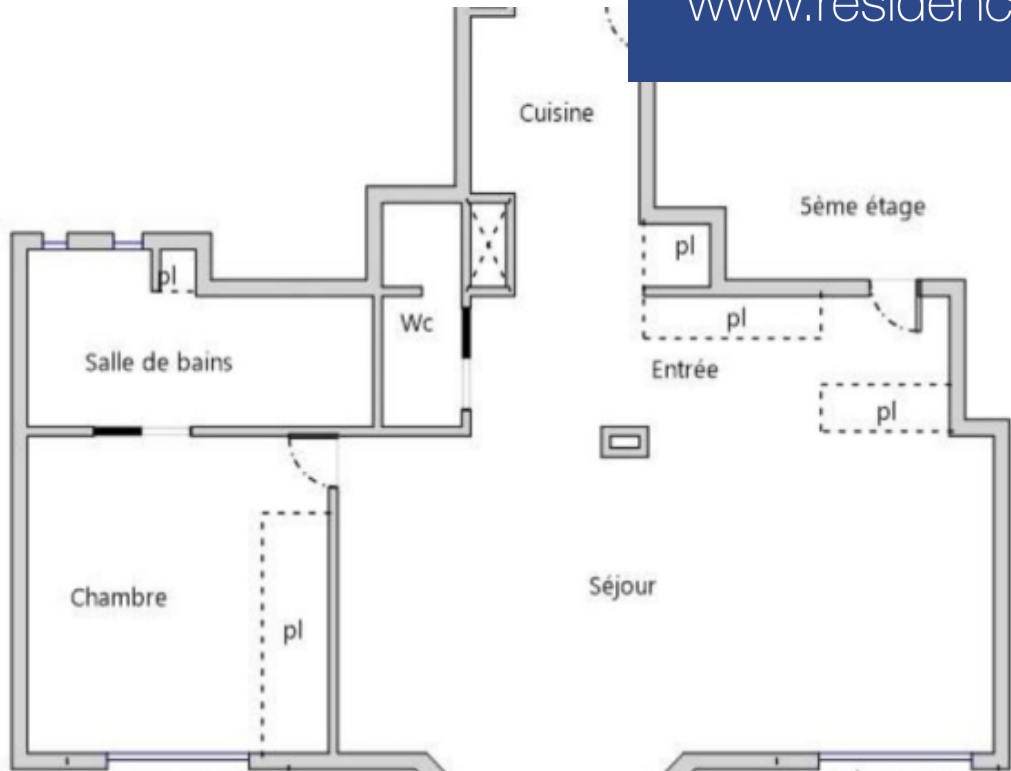 www.residenc
Cuisine
5ème étage
pl
pl
Wc
pl
Salle de bains
Entrée
pl
Chambre
Séjour
pl